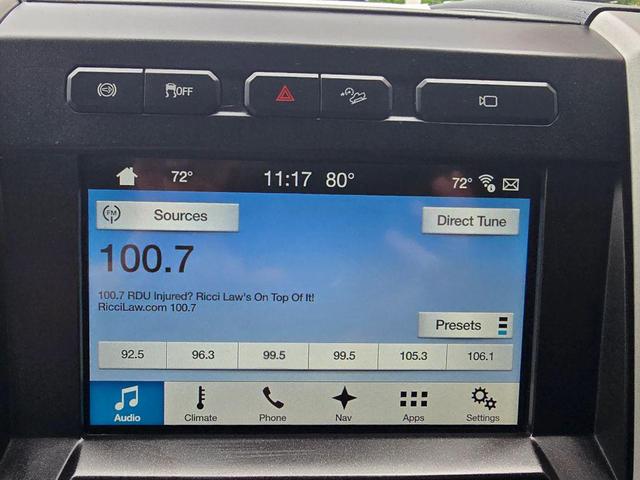 OFF
72° 11:17 80° 72°
FM Sources
Direct Tune
100.7
100.7 RDU Injured? Ricci Law's On Top Of It!
RicciLaw.com 100.7
Presets
92.5 96.3 99.5 99.5 105.3 106.1
Audio Climate Phone Nav Apps Settings